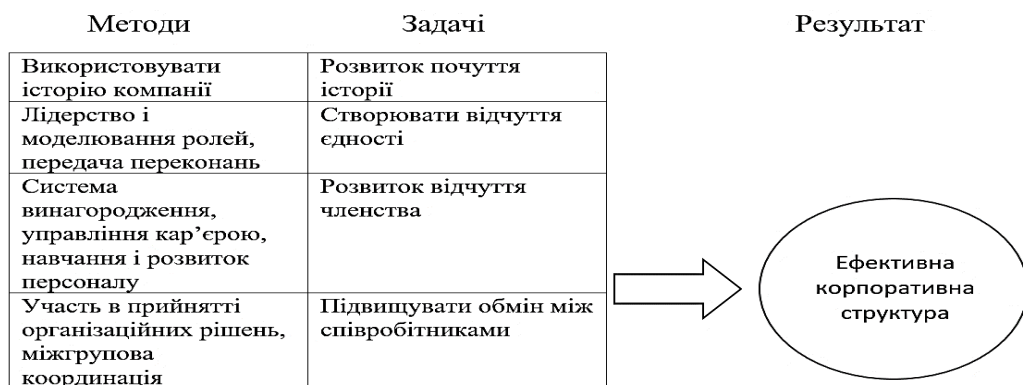 Методи
Задачі
Результат
Використовувати
історію компанії
Розвиток почуття
історії
Лідерство і
моделювання ролей,
передача переконань
Створювати відчуття
єдності
Система
винагородження,
управління кар’єрою,
навчання і розвиток
персоналу
Розвиток відчуття
членства
Участь в прийнятті
організаційних рішень,
міжгрупова
координація
Підвищувати обмін між
співробітниками
Ефективна
корпоративна
структура